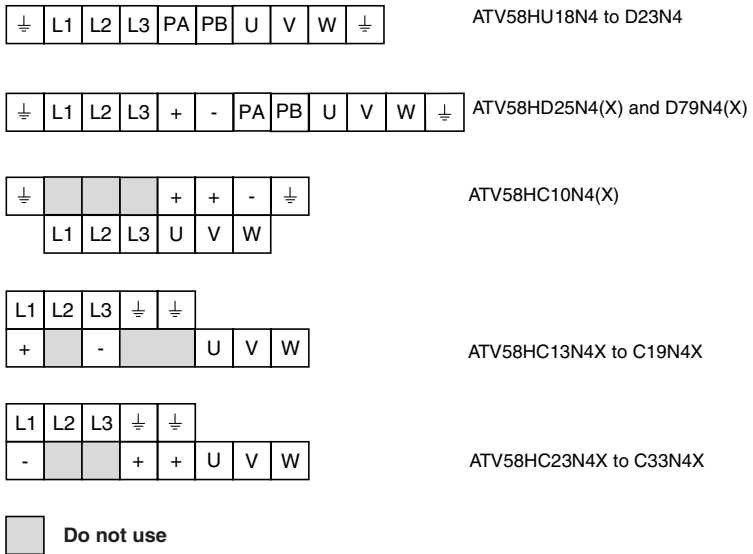 ⏚ L1 L2 L3 PA PB U V W ⏚ ATV58HU18N4 to D23N4
⏚ L1 L2 L3 + - PA PB U V W ⏚ ATV58HD25N4(X) and D79N4(X)
⏚ + + - ⏚ ATV58HC10N4(X)
L1 L2 L3 U V W
L1 L2 L3 ⏚ ⏚
+ - U V W ATV58HC13N4X to C19N4X
L1 L2 L3 ⏚ ⏚
- + + U V W ATV58HC23N4X to C33N4X
Do not use